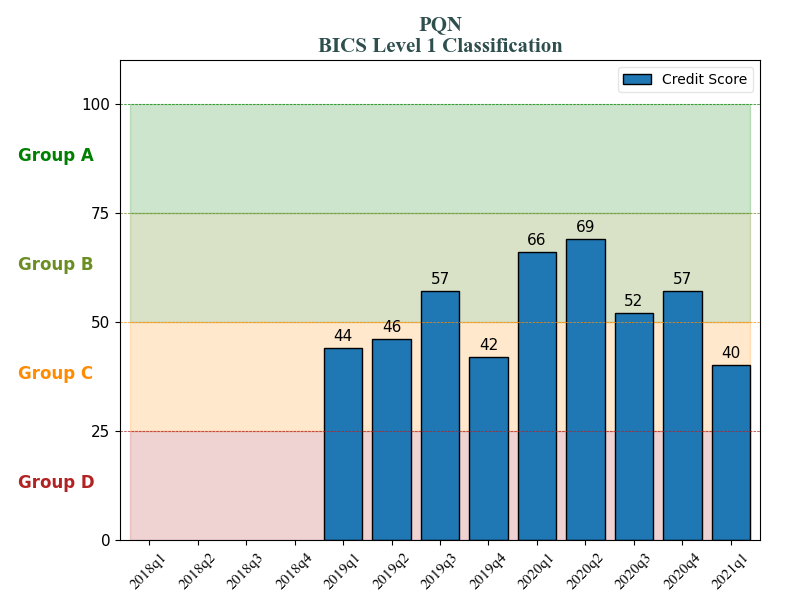 PQN
BICS Level 1 Classification
Credit Score
100
75
50
25
0
Group A
Group B
Group C
Group D
44
46
57
42
66
69
52
57
40
2018q1
2018q2
2018q3
2018q4
2019q1
2019q2
2019q3
2019q4
2020q1
2020q2
2020q3
2020q4
2021q1